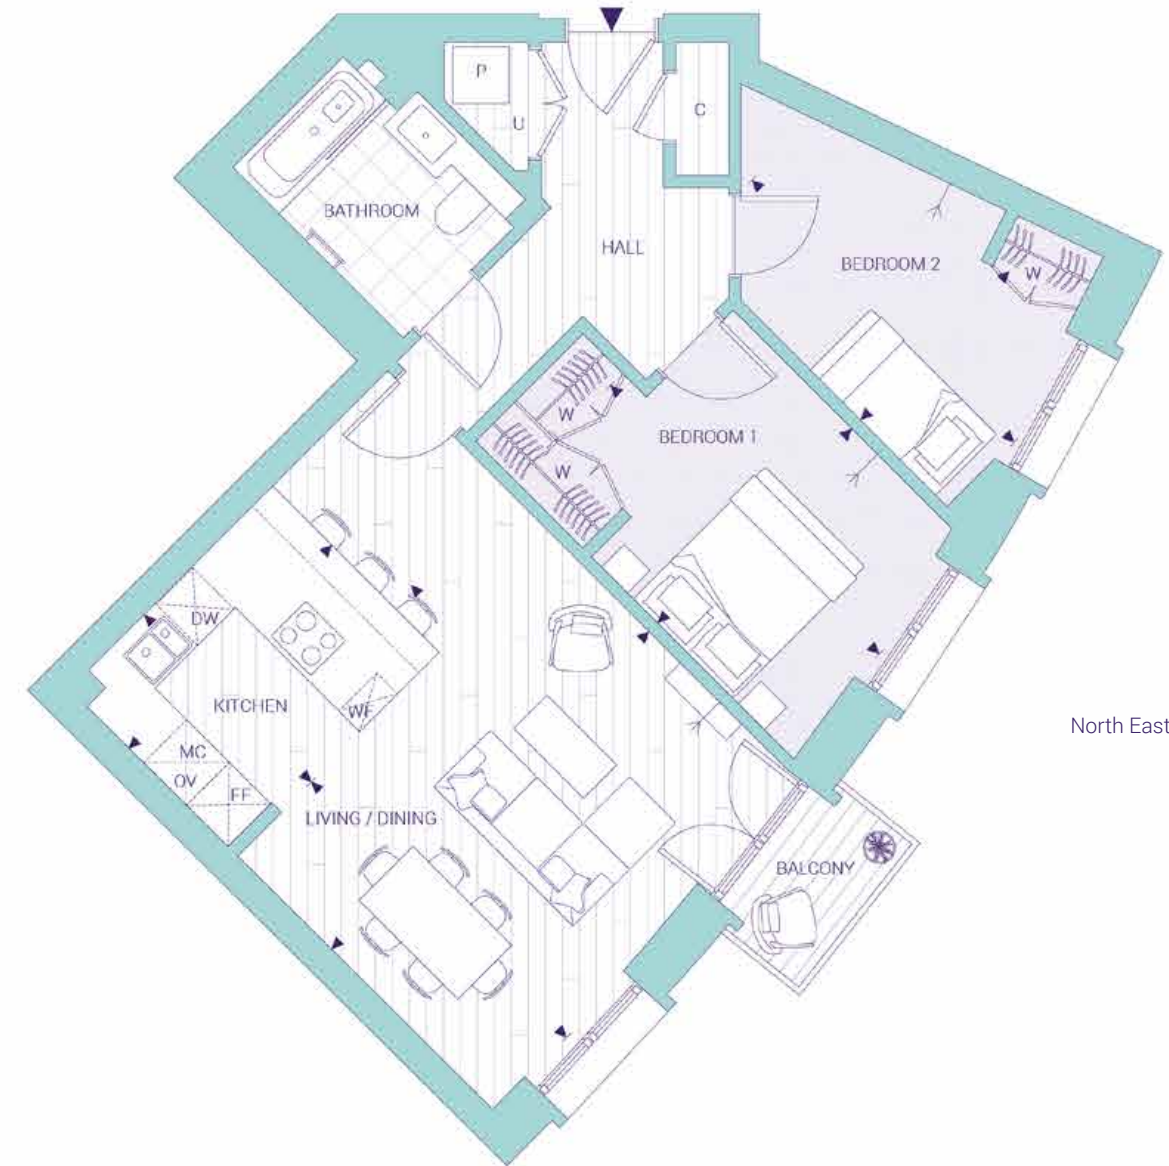 P
U
C
BATHROOM
HALL
BEDROOM 2
W
W
BEDROOM 1
W
DW
KITCHEN
WF
MC
OV
FF
LIVING / DINING
North East
BALCONY